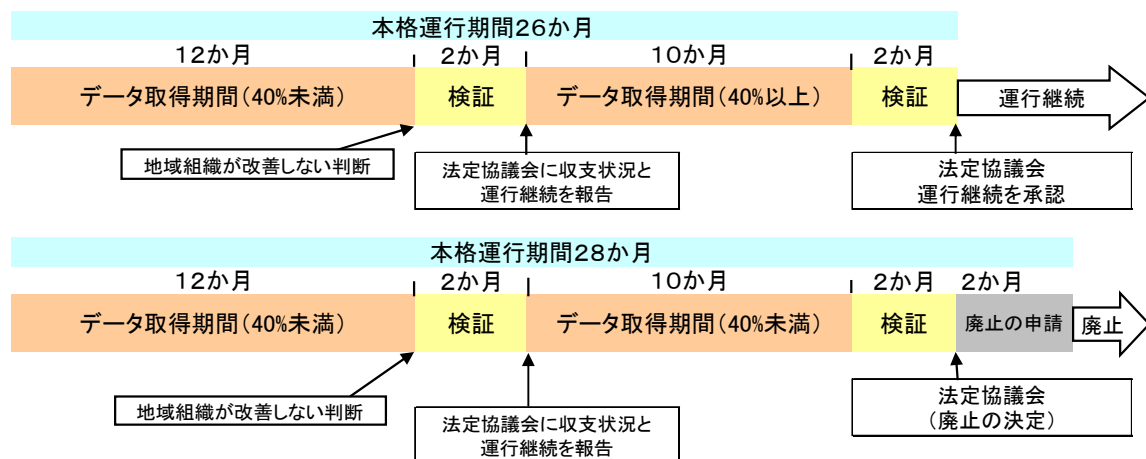 本格運行期間26か月
12か月
2か月
10か月
2か月
データ取得期間(40%未満)
検証
データ取得期間(40%以上)
検証
運行継続
地域組織が改善しない判断
法定協議会に収支状況と
運行継続を報告
法定協議会
運行継続を承認
本格運行期間28か月
12か月
2か月
10か月
2か月
2か月
データ取得期間(40%未満)
検証
データ取得期間(40%未満)
検証
廃止の申請
廃止
地域組織が改善しない判断
法定協議会に収支状況と
運行継続を報告
法定協議会
(廃止の決定)